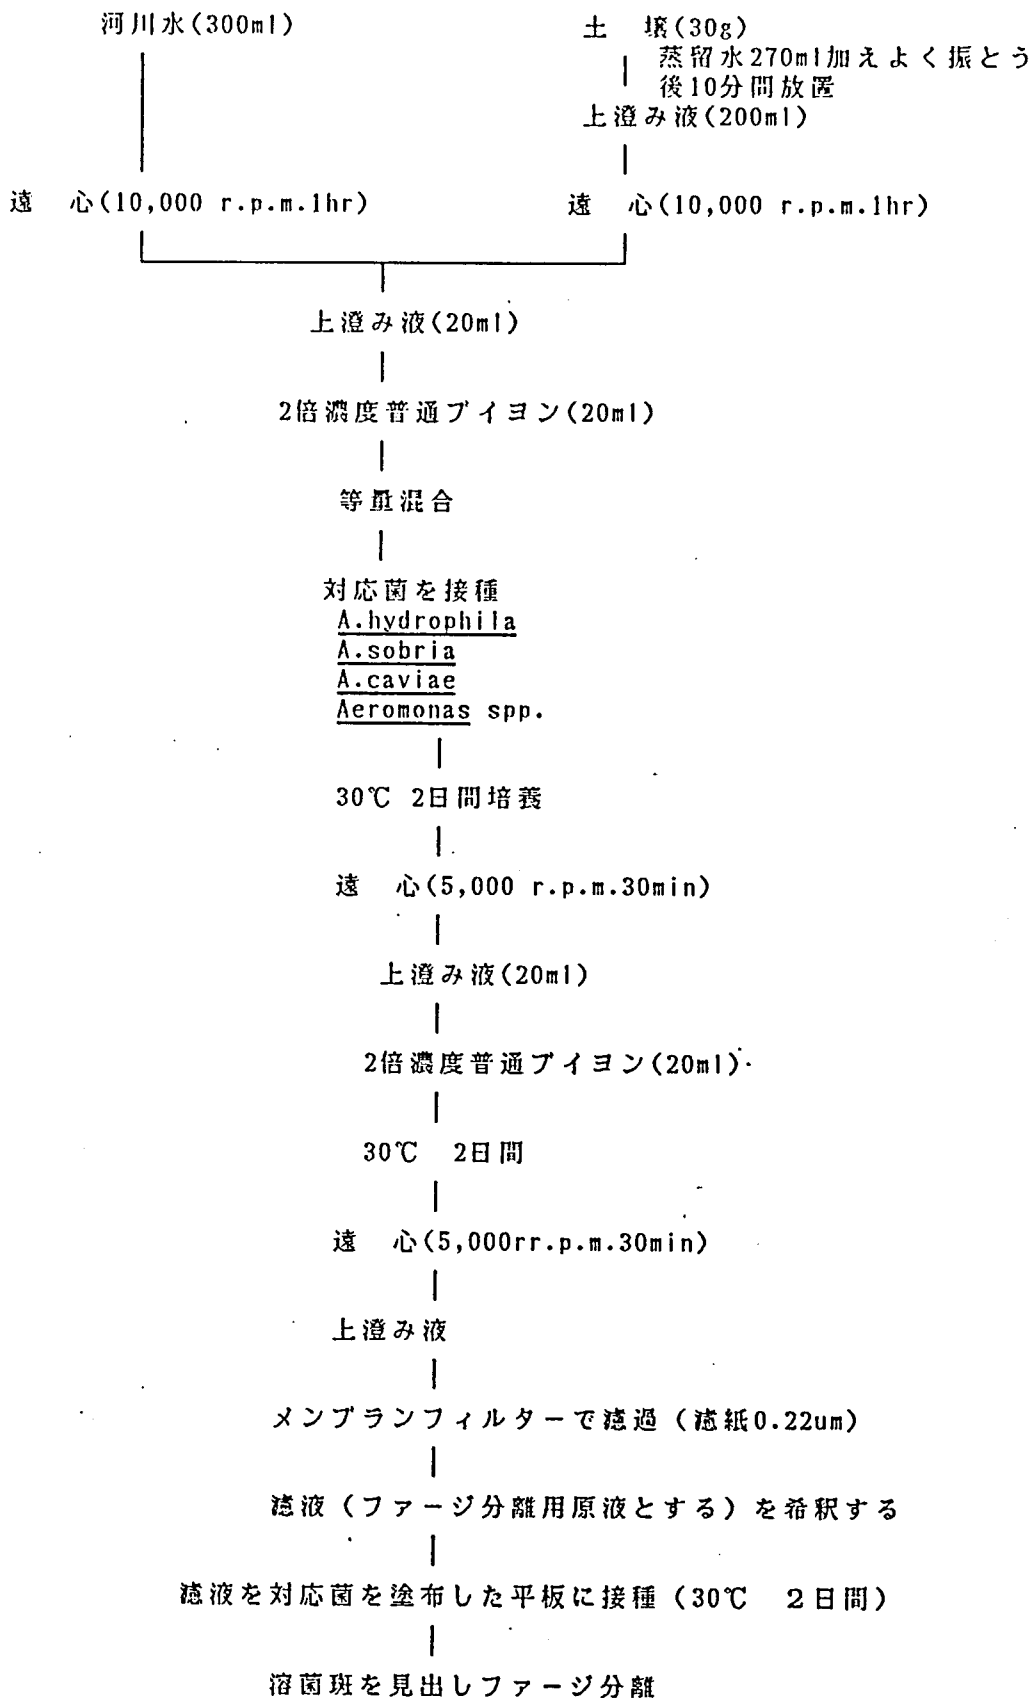 河川水(300ml)
土　壌(30g)
蒸留水270ml加えよく振とう
後10分間放置
上澄み液(200ml)
遠　心(10,000 r.p.m.1hr)
遠　心(10,000 r.p.m.1hr)
上澄み液(20ml)
2倍濃度普通ブイヨン(20ml)
等量混合
対応菌を接種
A.hydrophila
A.sobria
A.caviae
Aeromonas spp.
30℃ 2日間培養
遠　心(5,000 r.p.m.30min)
上澄み液(20ml)
2倍濃度普通ブイヨン(20ml)
30℃　2日間
遠　心(5,000rr.p.m.30min)
上澄み液
メンブランフィルターで濾過（濾紙0.22um）
濾液（ファージ分離用原液とする）を希釈する
濾液を対応菌を塗布した平板に接種（30℃　２日間）
溶菌斑を見出しファージ分離